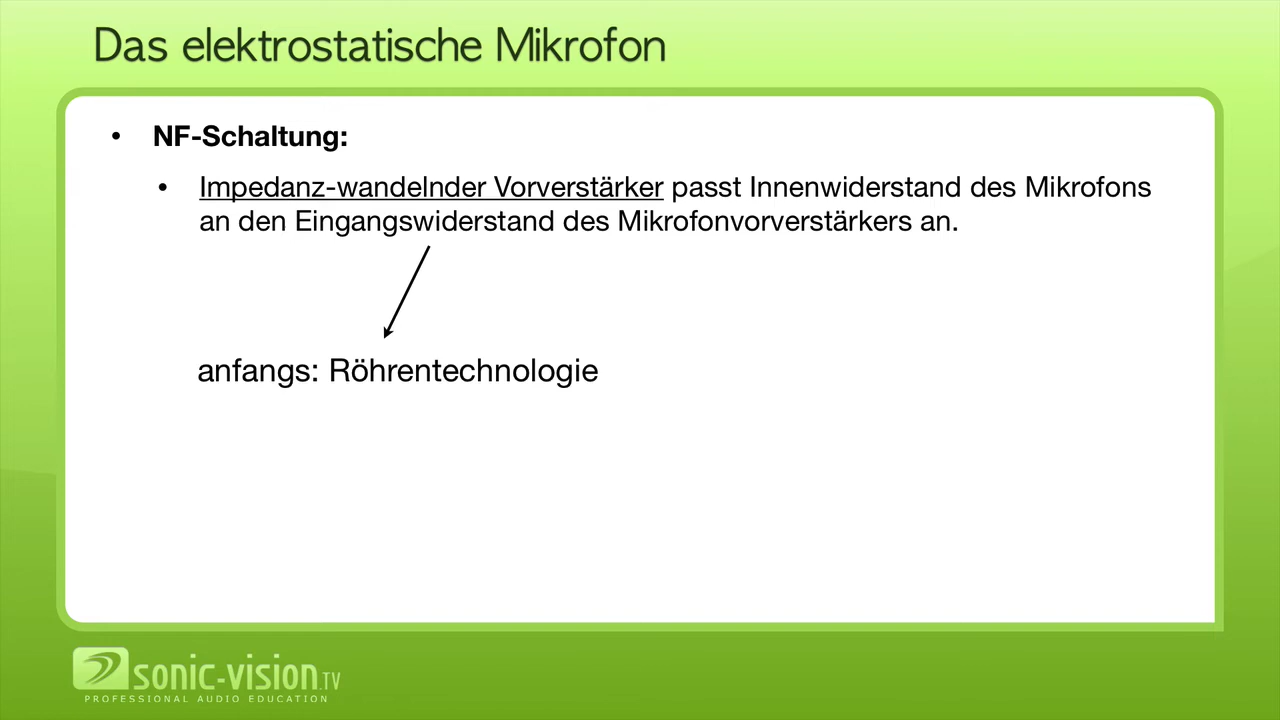 Das elektrostatische Mikrofon
• NF-Schaltung:
• Impedanz-wandelnder Vorverstärker passt Innenwiderstand des Mikrofons
an den Eingangswiderstand des Mikrofonvorverstärkers an.
anfangs: Röhrentechnologie
sonic-vision.TV
PROFESSIONAL AUDIO EDUCATION